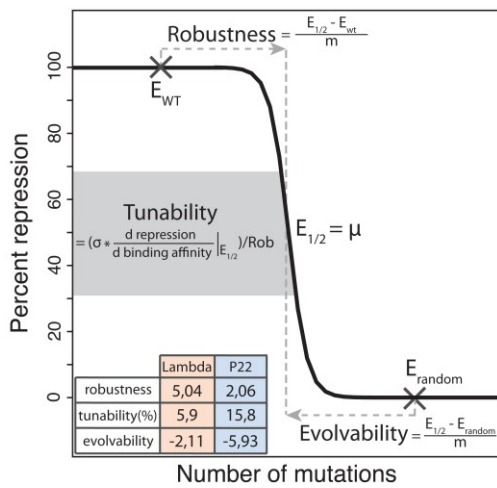 Robustness = E1/2 - Ewt / m
EWT
100
80
60
40
20
0
Percent repression
Tunability
= (σ * d repression / d binding affinity |E1/2)/Rob
E1/2 = μ
Erandom
Evolvability = E1/2 - Erandom / m
Lambda P22
robustness 5,04 2,06
tunability(%) 5,9 15,8
evolvability -2,11 -5,93
Number of mutations